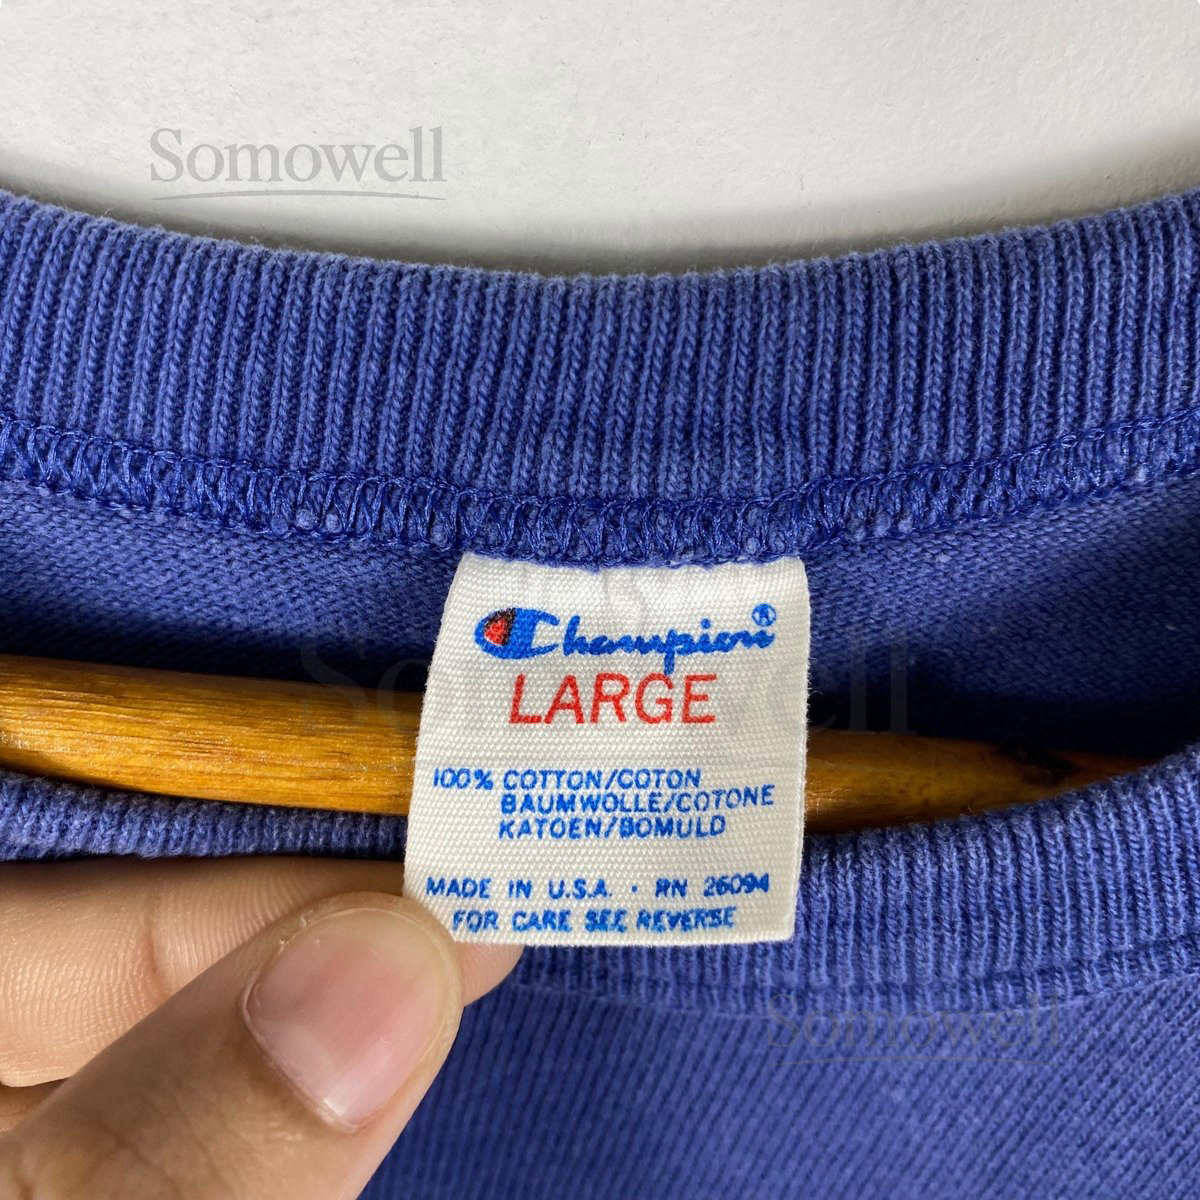 Somowell
Champion®
LARGE
Somowell
100% COTTON/COTON
BAUMWOLLE/COTONE
KATOEN/BOMULD
MADE IN U.S.A. · RN 26094
FOR CARE SEE REVERSE
Somowell